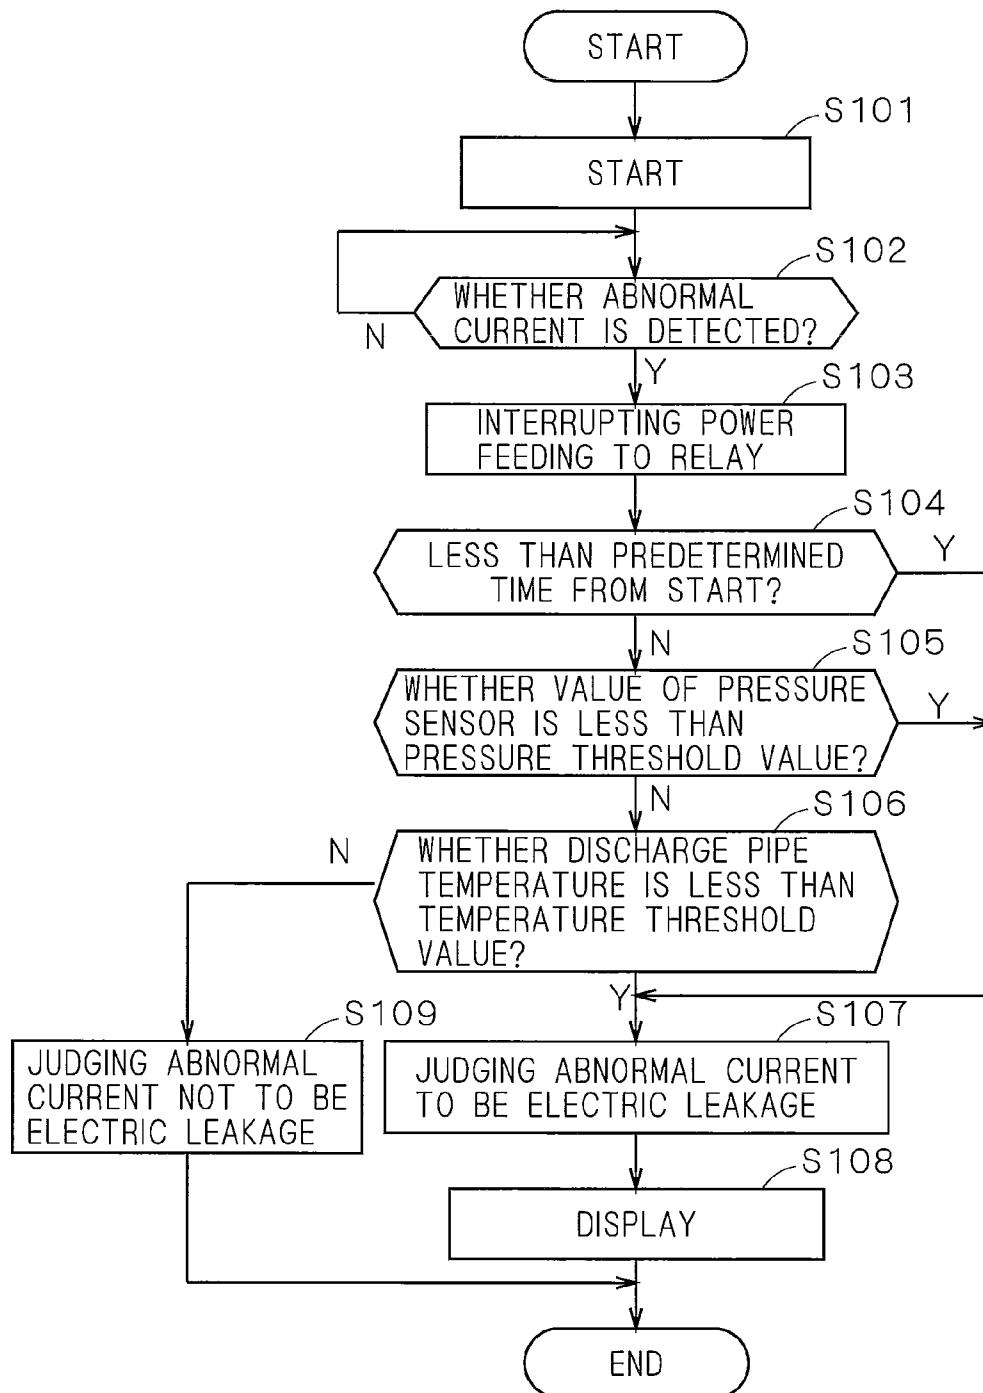 START
S101
START
S102
WHETHER ABNORMAL
CURRENT IS DETECTED?
N
Y
S103
INTERRUPTING POWER
FEEDING TO RELAY
S104
LESS THAN PREDETERMINED
TIME FROM START?
Y
N
S105
WHETHER VALUE OF PRESSURE
SENSOR IS LESS THAN
PRESSURE THRESHOLD VALUE?
Y
N
S106
WHETHER DISCHARGE PIPE
TEMPERATURE IS LESS THAN
TEMPERATURE THRESHOLD
VALUE?
N
Y
S109
JUDGING ABNORMAL
CURRENT NOT TO BE
ELECTRIC LEAKAGE
S107
JUDGING ABNORMAL CURRENT
TO BE ELECTRIC LEAKAGE
S108
DISPLAY
END